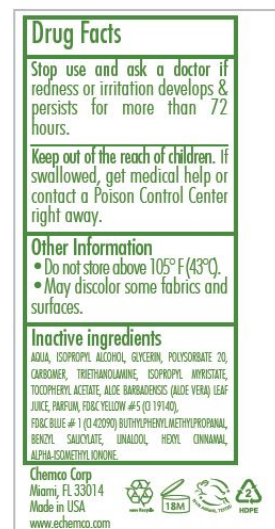 Drug Facts
Stop use and ask a doctor if
redness or irritation develops &
persists for more than 72
hours.
Keep out of the reach of children. If
swallowed, get medical help or
contact a Poison Control Center
right away.
Other Information
• Do not store above 105° F (43°C).
• May discolor some fabrics and
surfaces.
Inactive ingredients
AQUA, ISOPROPYL ALCOHOL, GLYCERIN, POLYSORBATE 20,
CARBOMER, TRIETHANOLAMINE, ISOPROPYL MYRISTATE,
TOCOPHERYL ACETATE, ALOE BARBADENSIS (ALOE VERA) LEAF
JUICE, PARFUM, FD&C YELLOW #5 (CI 19140),
FD&C BLUE # 1 (CI 42090) BUTHYPHENYLMETHYLPROPANAL,
BENZYL SALICYLATE, LINALOOL, HEXYL CINNAMAL,
ALPHA-ISOMETHYL IONONE.
Chemco Corp
Miami, FL 33014
Made in USA
www.echemco.com
18M
2
HDPE